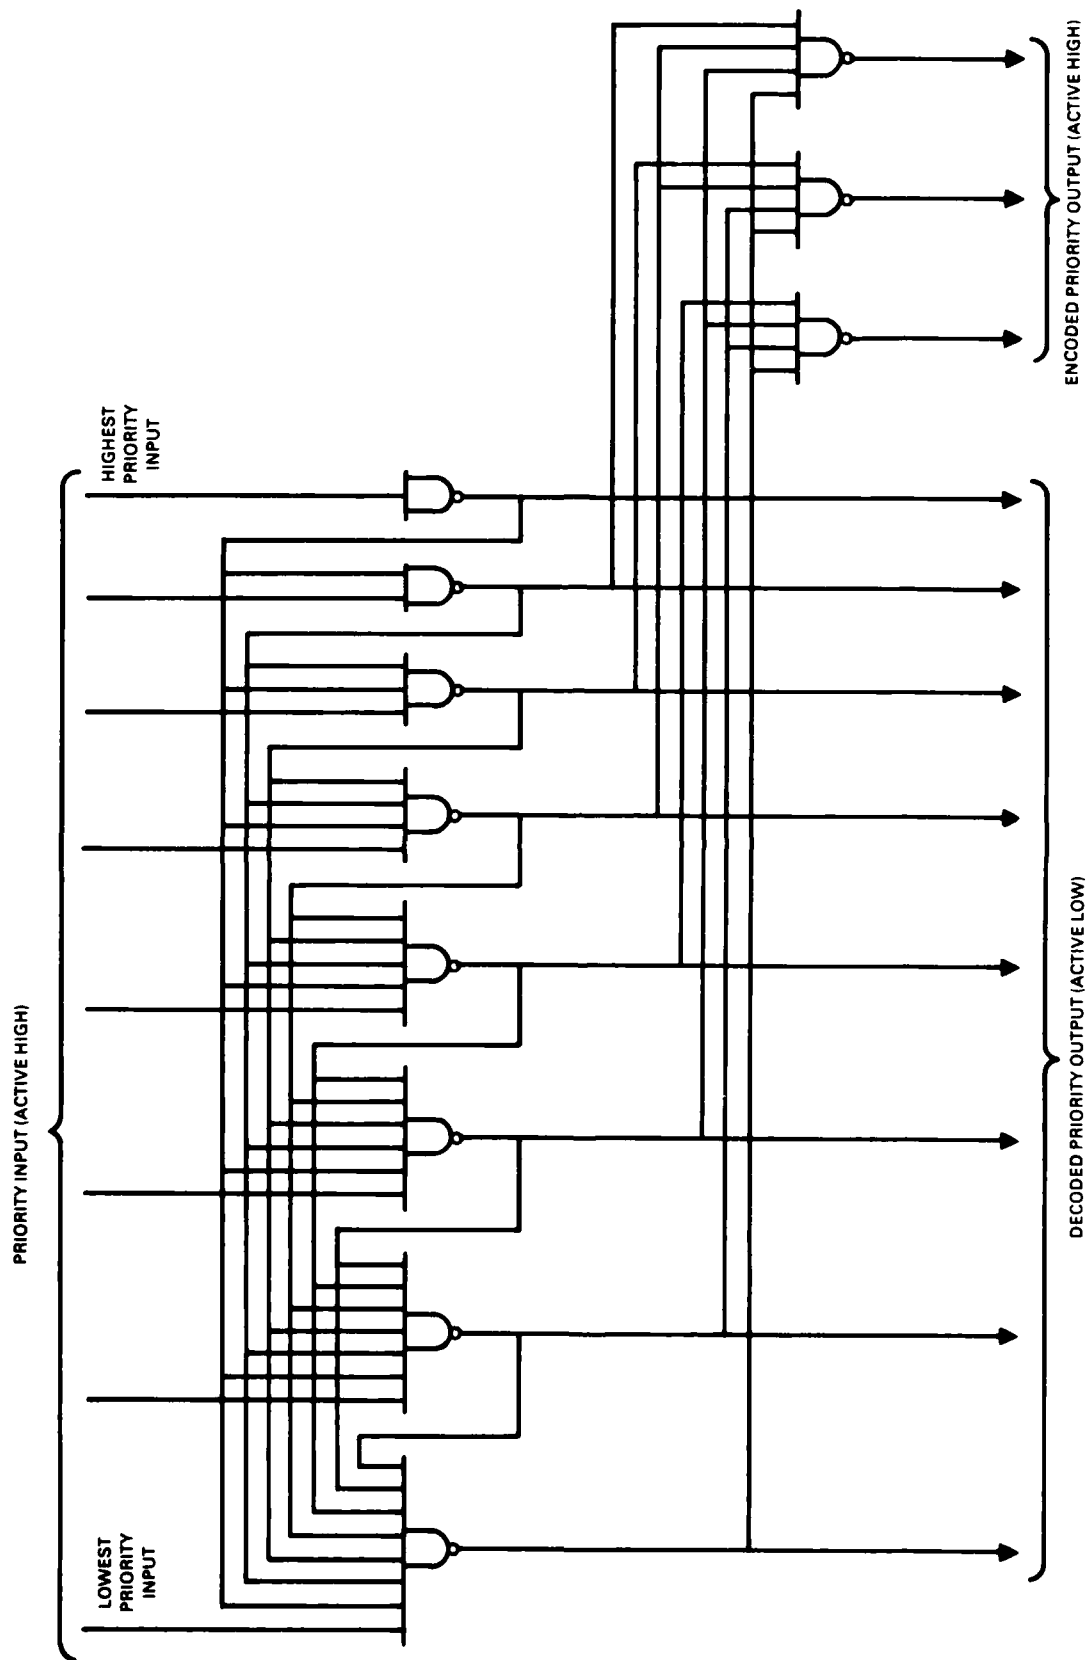 PRIORITY INPUT (ACTIVE HIGH)
LOWEST
PRIORITY
INPUT
HIGHEST
PRIORITY
INPUT
DECODED PRIORITY OUTPUT (ACTIVE LOW)
ENCODED PRIORITY OUTPUT (ACTIVE HIGH)